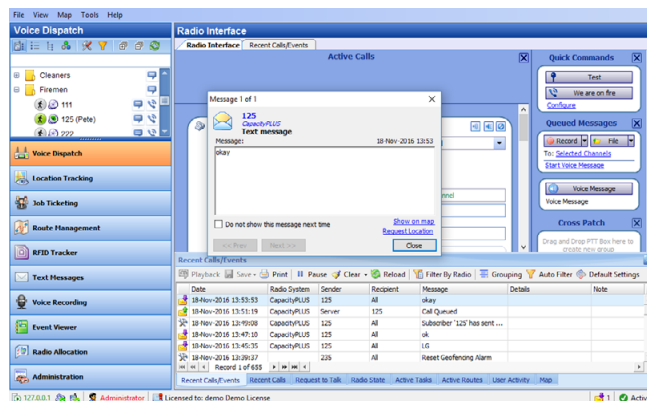 File View Map Tools Help
Voice Dispatch
Radio Interface
Radio Interface Recent Calls/Events
Active Calls
Quick Commands
Cleaners
Firemen
111
125 (Pete)
222
Test
We are on fire
Configure
Queued Messages
Record File
To: Selected Channels
Start Voice Message
Voice Message
Voice Message
Cross Patch
Drag and Drop PTT Box here to
create new group
Message 1 of 1
125
CapacityPLUS
Text message
Message: 18-Nov-2016 13:53
okay
Do not show this message next time
Show on map
Request Location
<< Prev Next >> Close
Voice Dispatch
Location Tracking
Job Ticketing
Route Management
RFID Tracker
Text Messages
Voice Recording
Event Viewer
Radio Allocation
Administration
Recent Calls/Events
Playback Save Print Pause Clear Reload Filter By Radio Grouping Auto Filter Default Settings
Date Radio System Sender Recipient Message Details Note
18-Nov-2016 13:53:53 CapacityPLUS 125 All okay
18-Nov-2016 13:51:19 CapacityPLUS Server 125 Call Queued
18-Nov-2016 13:49:08 CapacityPLUS 125 All Subscriber '125' has sent ...
18-Nov-2016 13:47:10 CapacityPLUS 125 All ok
18-Nov-2016 13:45:35 CapacityPLUS 125 All LG
18-Nov-2016 13:39:37 235 All Reset Geofencing Alarm
Record 1 of 655
Recent Calls/Events Recent Calls Request to Talk Radio State Active Tasks Active Routes User Activity Map
127.0.0.1 Administrator Licensed to: demo Demo License 1 Activ